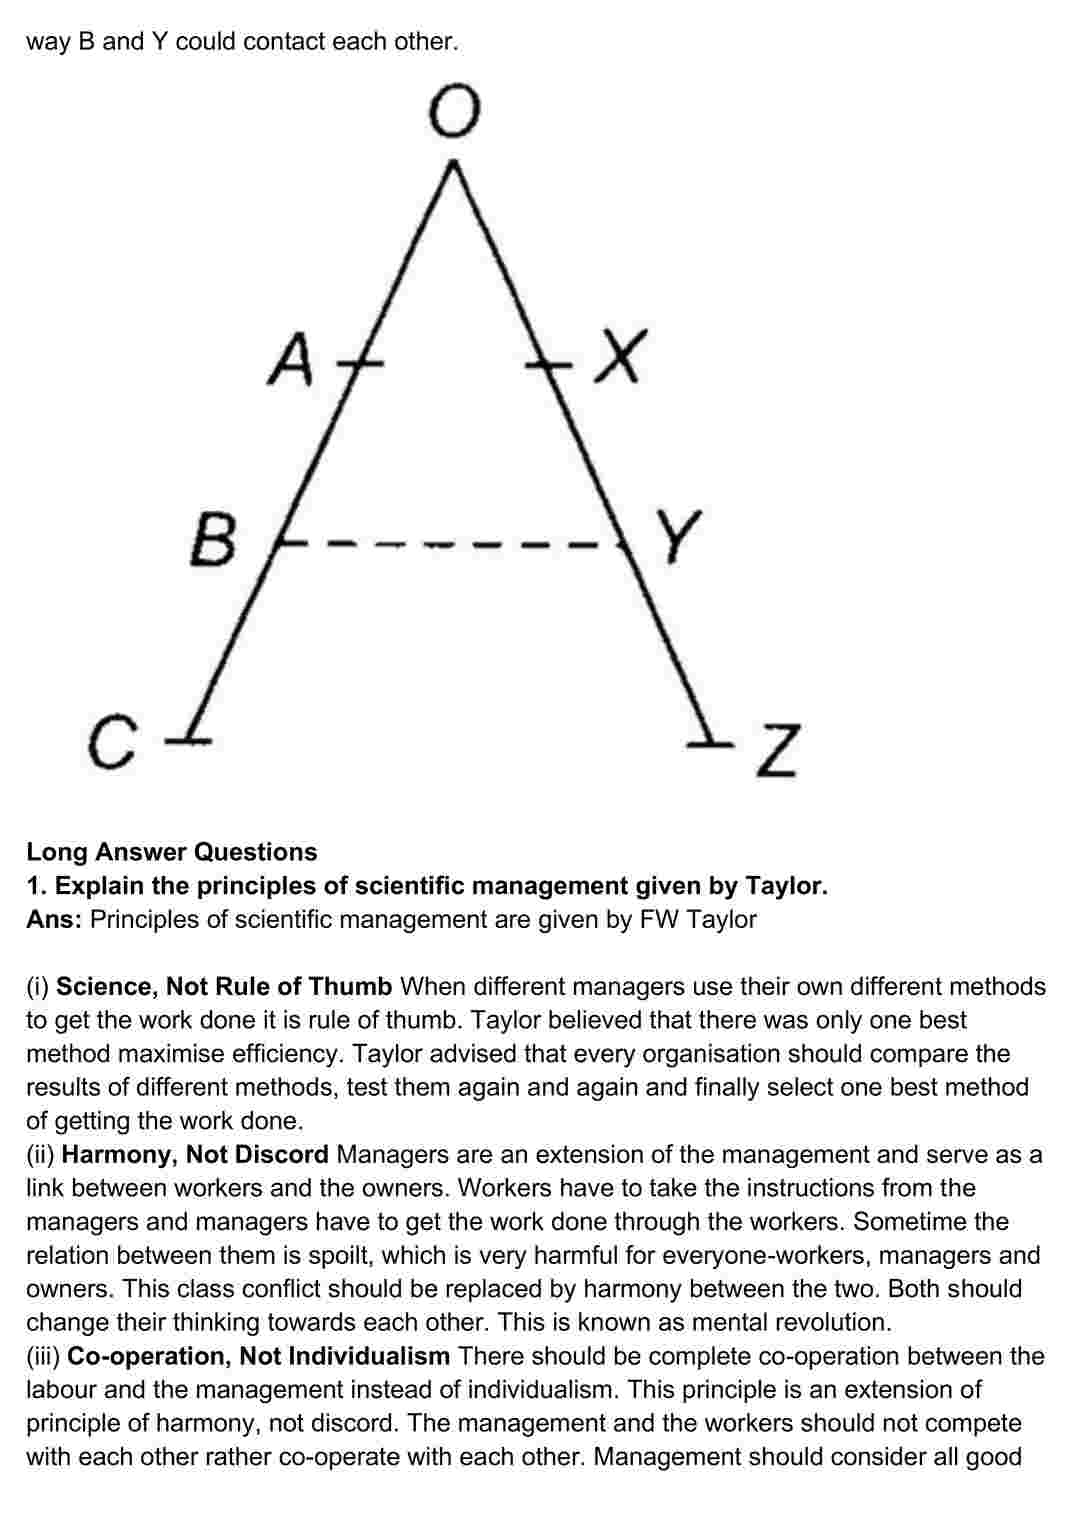 way B and Y could contact each other.
O
A
X
B
Y
C
Z
Long Answer Questions
1. Explain the principles of scientific management given by Taylor.
Ans: Principles of scientific management are given by FW Taylor
(i) Science, Not Rule of Thumb When different managers use their own different methods
to get the work done it is rule of thumb. Taylor believed that there was only one best
method maximise efficiency. Taylor advised that every organisation should compare the
results of different methods, test them again and again and finally select one best method
of getting the work done.
(ii) Harmony, Not Discord Managers are an extension of the management and serve as a
link between workers and the owners. Workers have to take the instructions from the
managers and managers have to get the work done through the workers. Sometime the
relation between them is spoilt, which is very harmful for everyone-workers, managers and
owners. This class conflict should be replaced by harmony between the two. Both should
change their thinking towards each other. This is known as mental revolution.
(iii) Co-operation, Not Individualism There should be complete co-operation between the
labour and the management instead of individualism. This principle is an extension of
principle of harmony, not discord. The management and the workers should not compete
with each other rather co-operate with each other. Management should consider all good